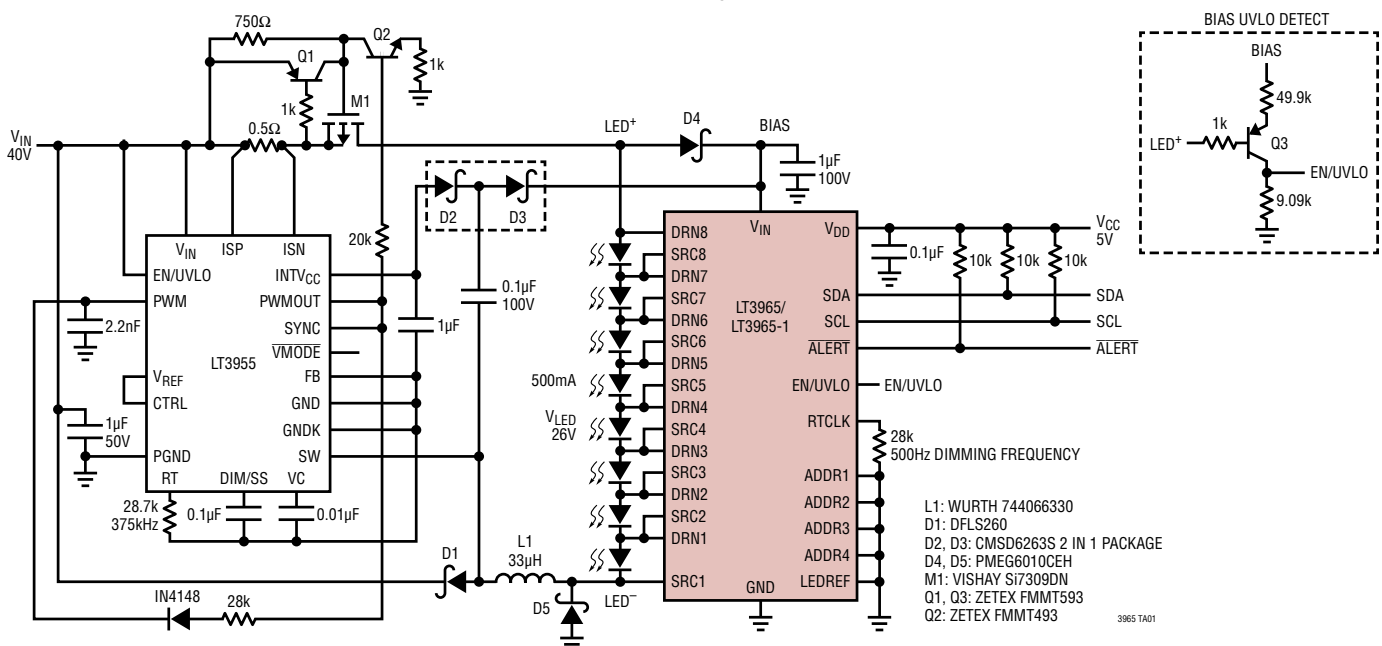 BIAS UVLO DETECT
BIAS
49.9k
1k
LED+
Q3
EN/UVLO
9.09k
750Ω
Q2
Q1
1k
1k
M1
0.5Ω
VIN
40V
LED+
D4
BIAS
1µF
100V
D2
D3
20k
VIN
ISP
ISN
EN/UVLO
INTVCC
PWM
PWMOUT
SYNC
VMODE
LT3955
VREF
FB
CTRL
GND
GNDK
PGND
SW
RT
DIM/SS
VC
2.2nF
1µF
50V
1µF
0.1µF
100V
28.7k
375kHz
0.1µF
0.01µF
D1
L1
33µH
D5
LED−
IN4148
28k
500mA
VLED
26V
DRN8
SRC8
DRN7
SRC7
DRN6
SRC6
DRN5
SRC5
DRN4
SRC4
DRN3
SRC3
DRN2
SRC2
DRN1
SRC1
VIN
VDD
LT3965/
LT3965-1
SDA
SCL
ALERT
EN/UVLO
RTCLK
ADDR1
ADDR2
ADDR3
ADDR4
LEDREF
GND
0.1µF
10k
10k
10k
VCC
5V
SDA
SCL
ALERT
EN/UVLO
28k
500Hz DIMMING FREQUENCY
L1: WURTH 744066330
D1: DFLS260
D2, D3: CMSD6263S 2 IN 1 PACKAGE
D4, D5: PMEG6010CEH
M1: VISHAY Si7309DN
Q1, Q3: ZETEX FMMT593
Q2: ZETEX FMMT493
3965 TA01